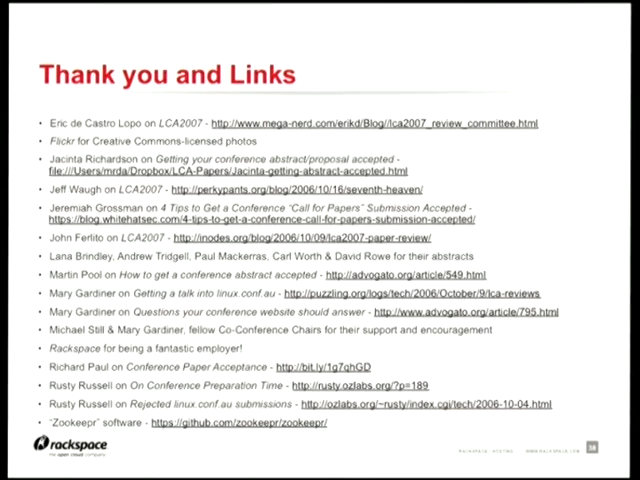 Thank you and Links
• Eric de Castro Lopo on LCA2007 - http://www.mega-nerd.com/erikd/Blog//lca2007_review_committee.html
• Flickr for Creative Commons-licensed photos
• Jacinta Richardson on Getting your conference abstract/proposal accepted -
file:///Users/mrda/Dropbox/LCA-Papers/Jacinta-getting-abstract-accepted.html
• Jeff Waugh on LCA2007 - http://perkypants.org/blog/2006/10/16/seventh-heaven/
• Jeremiah Grossman on 4 Tips to Get a Conference "Call for Papers" Submission Accepted -
https://blog.whitehatsec.com/4-tips-to-get-a-conference-call-for-papers-submission-accepted/
• John Ferlito on LCA2007 - http://inodes.org/blog/2006/10/09/lca2007-paper-review/
• Lana Brindley, Andrew Tridgell, Paul Mackerras, Carl Worth & David Rowe for their abstracts
• Martin Pool on How to get a conference abstract accepted - http://advogato.org/article/549.html
• Mary Gardiner on Getting a talk into linux.conf.au - http://puzzling.org/logs/tech/2006/October/9/lca-reviews
• Mary Gardiner on Questions your conference website should answer - http://www.advogato.org/article/795.html
• Michael Still & Mary Gardiner, fellow Co-Conference Chairs for their support and encouragement
• Rackspace for being a fantastic employer!
• Richard Paul on Conference Paper Acceptance - http://bit.ly/1g7qhGD
• Rusty Russell on On Conference Preparation Time - http://rusty.ozlabs.org/?p=189
• Rusty Russell on Rejected linux.conf.au submissions - http://ozlabs.org/~rusty/index.cgi/tech/2006-10-04.html
• "Zookeepr" software - https://github.com/zookeepr/zookeepr/
rackspace
the open cloud company
RACKSPACE® HOSTING | WWW.RACKSPACE.COM
38